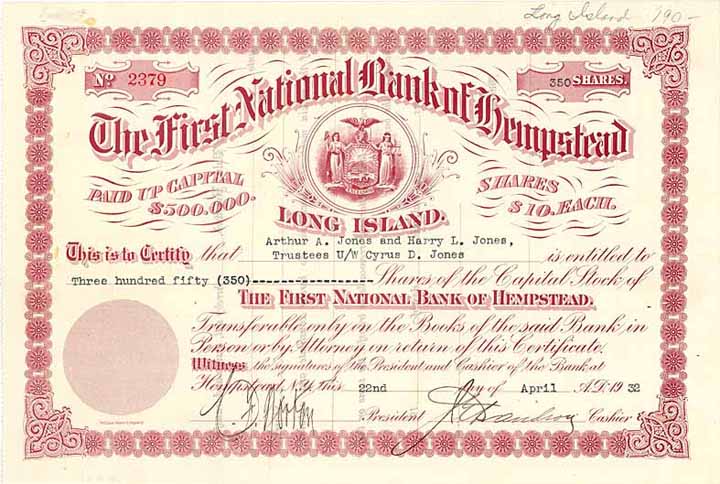 Long Island 190-
No. 2379
350 SHARES.
The First National Bank of Hempstead
PAID UP CAPITAL $500,000.
SHARES $10. EACH.
LONG ISLAND.
This is to Certify that Arthur A. Jones and Harry L. Jones,
Trustees U/W Cyrus D. Jones is entitled to
Three hundred fifty (350)---------------------- Shares of the Capital Stock of
THE FIRST NATIONAL BANK OF HEMPSTEAD.
Transferable only on the Books of the said Bank in
Person or by Attorney on return of this Certificate.
Witness the signatures of the President and Cashier of the Bank at
Hempstead, N.Y. this 22nd day of April A.D. 1932
President Cashier